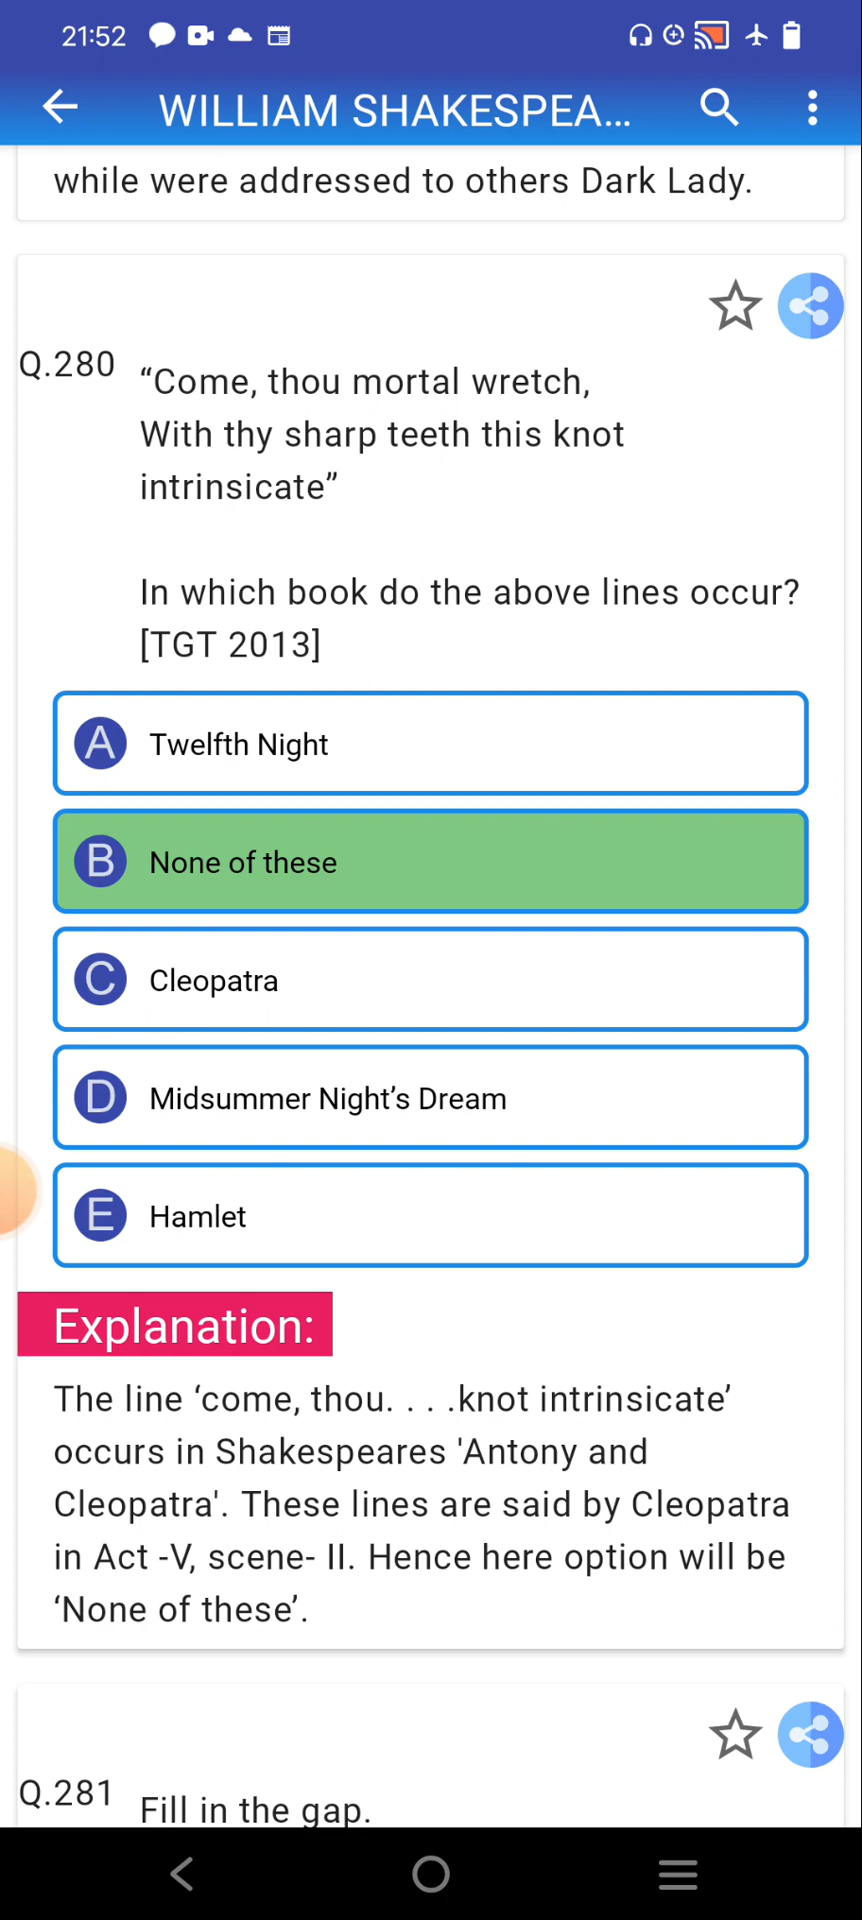 21:52
WILLIAM SHAKESPEA...
while were addressed to others Dark Lady.
Q.280
“Come, thou mortal wretch,
With thy sharp teeth this knot
intrinsicate”
In which book do the above lines occur?
[TGT 2013]
A Twelfth Night
B None of these
C Cleopatra
D Midsummer Night’s Dream
E Hamlet
Explanation:
The line ‘come, thou. . . .knot intrinsicate’
occurs in Shakespeares 'Antony and
Cleopatra'. These lines are said by Cleopatra
in Act -V, scene- II. Hence here option will be
‘None of these’.
Q.281
Fill in the gap.